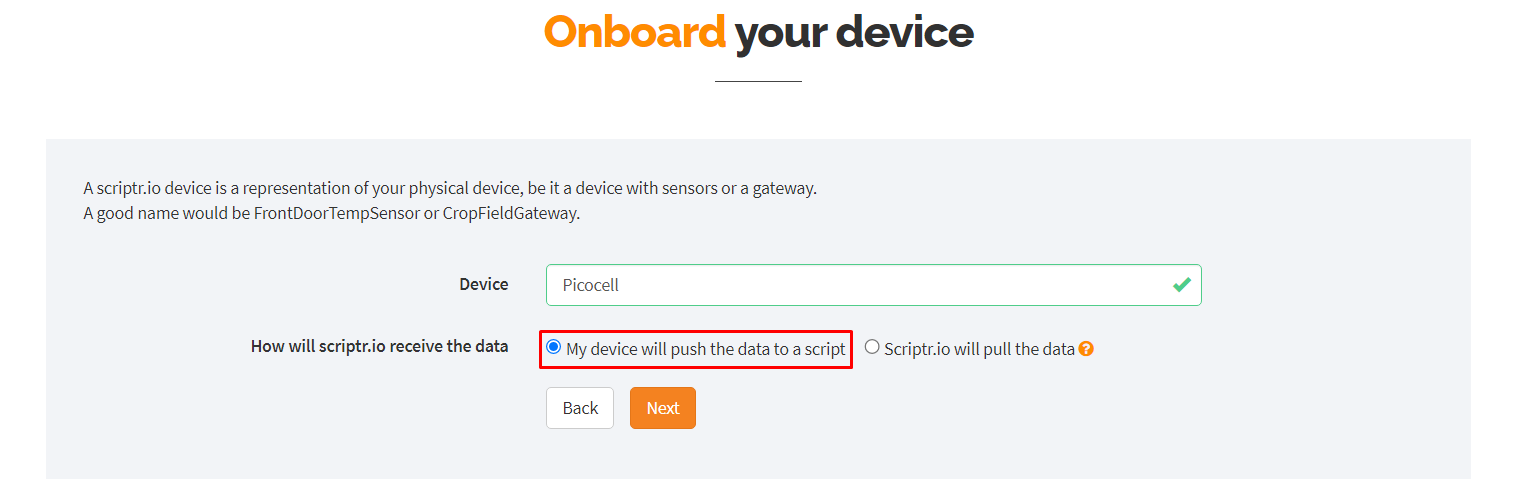 Onboard your device
A scriptr.io device is a representation of your physical device, be it a device with sensors or a gateway.
A good name would be FrontDoorTempSensor or CropFieldGateway.
Device Picocell
How will scriptr.io receive the data My device will push the data to a script Scriptr.io will pull the data ?
Back Next